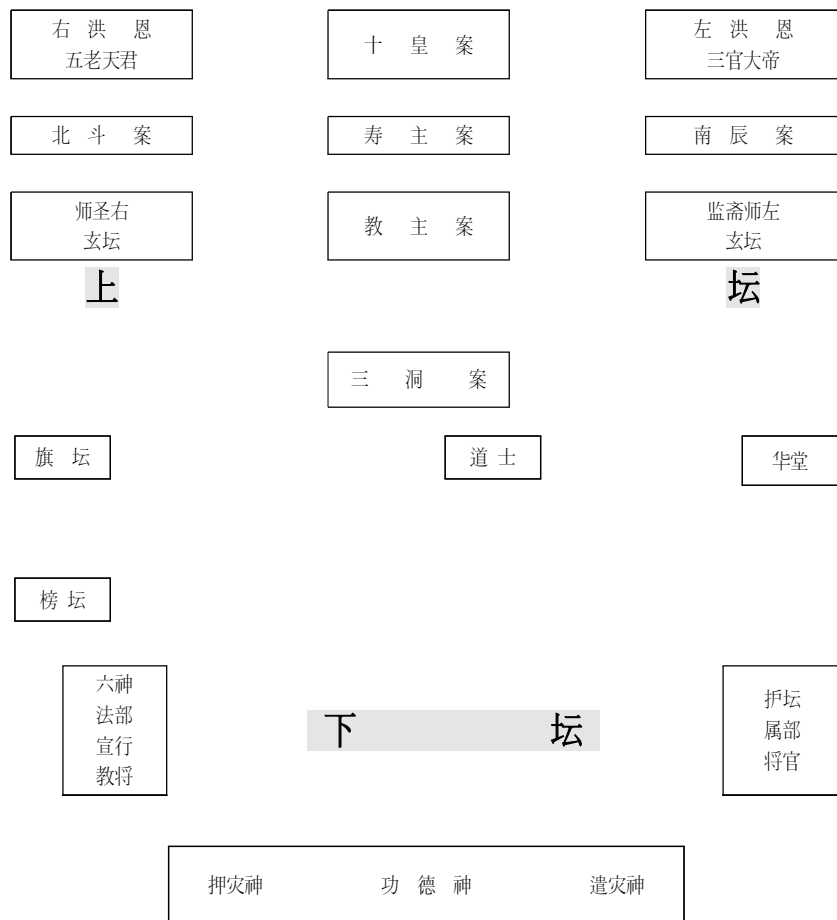 右 洪 恩
五老天君
十 皇 案
左 洪 恩
三官大帝
北 斗 案
寿 主 案
南 辰 案
师圣右
玄坛
教 主 案
监斋师左
玄坛
上 坛
三 洞 案
旗 坛
道 士
华堂
榜 坛
六神
法部
宣行
教将
下 坛
护坛
属部
将官
押灾神 功 德 神 遣灾神